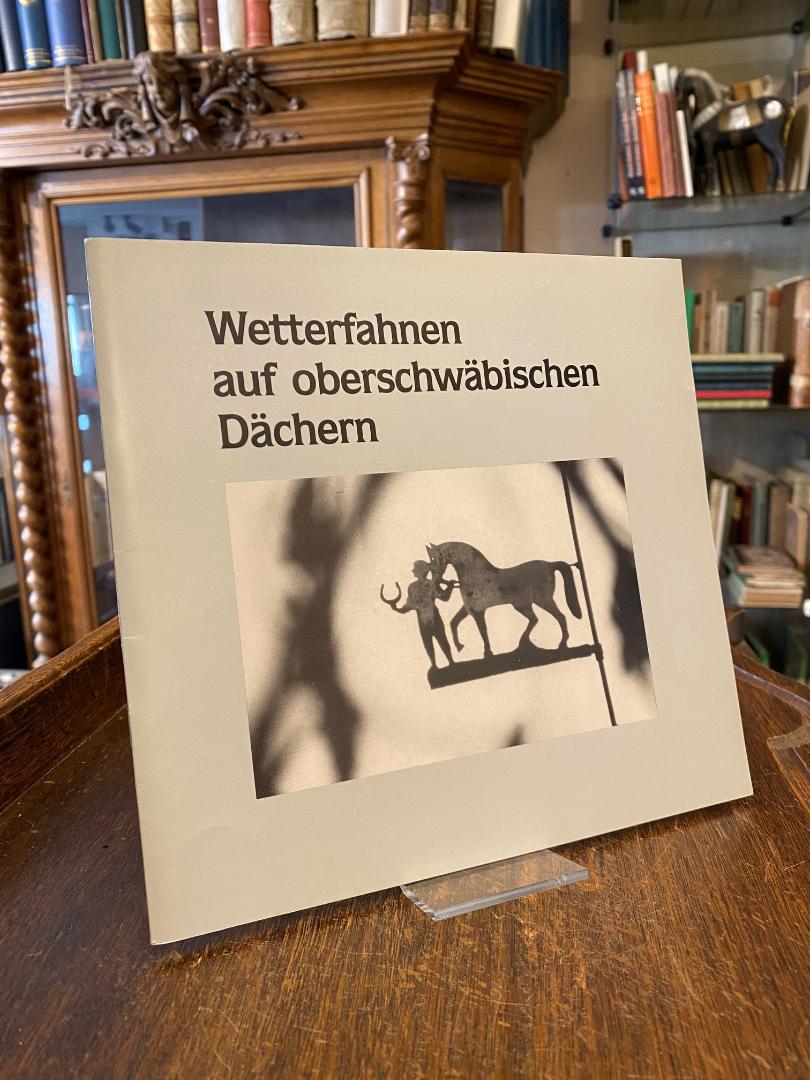 Wetterfahnen
auf oberschwäbischen
Dächern